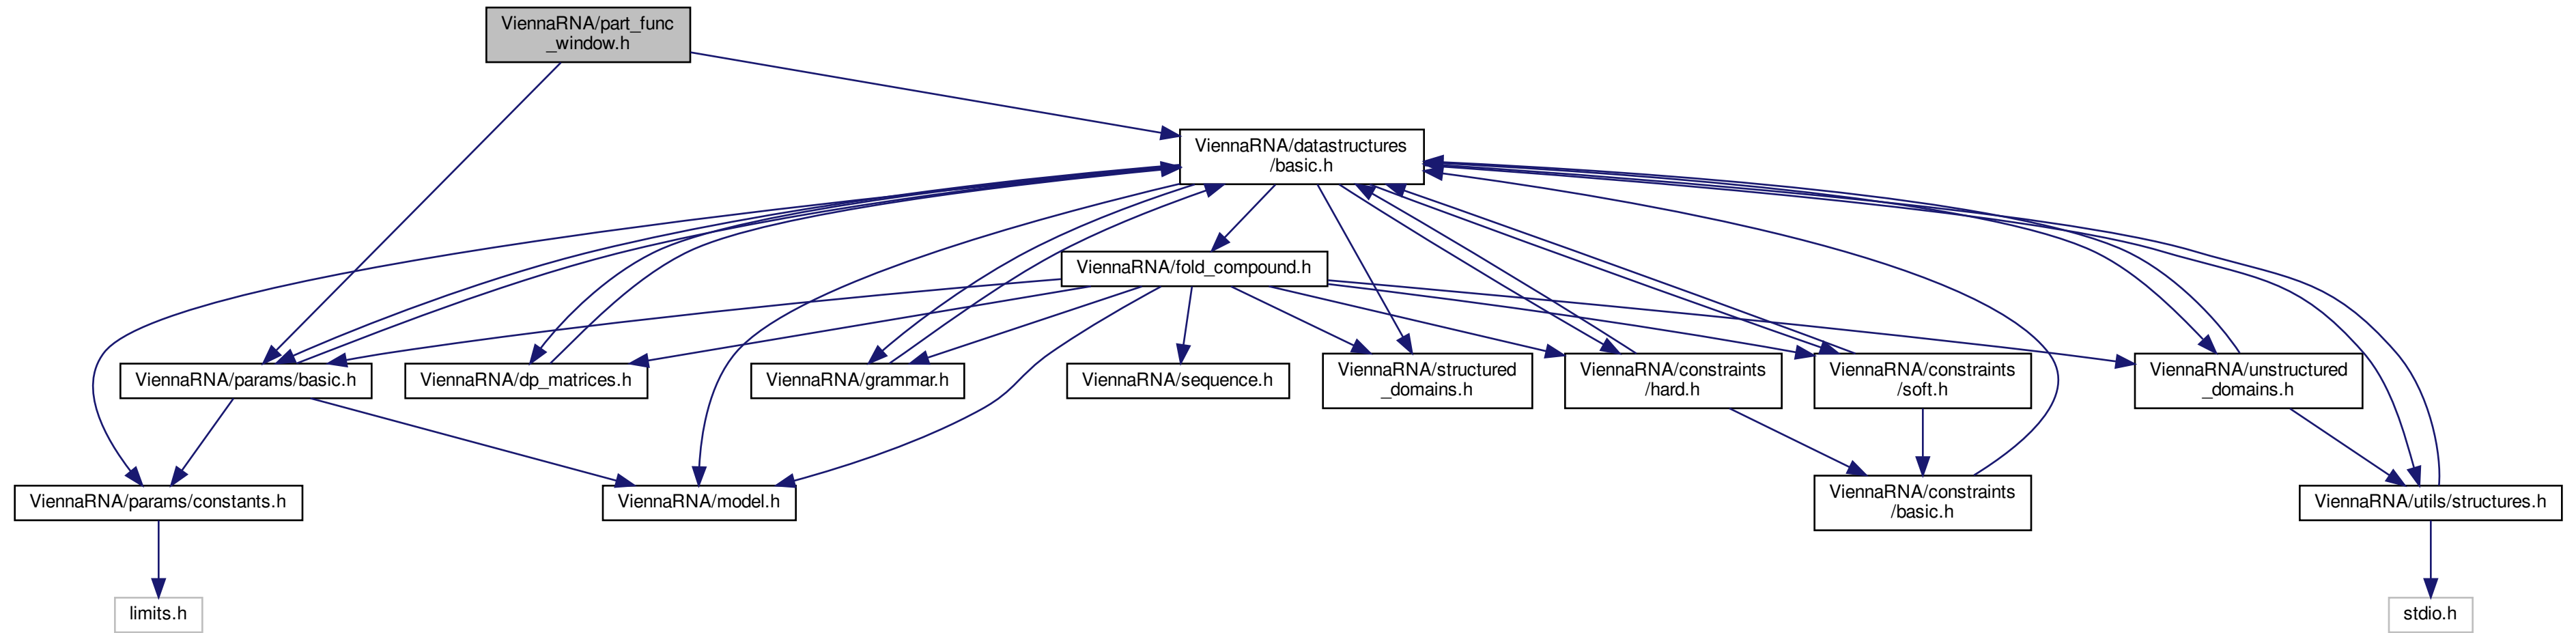 ViennaRNA/part_func
_window.h
ViennaRNA/datastructures
/basic.h
ViennaRNA/fold_compound.h
ViennaRNA/params/basic.h
ViennaRNA/dp_matrices.h
ViennaRNA/grammar.h
ViennaRNA/sequence.h
ViennaRNA/structured
_domains.h
ViennaRNA/constraints
/hard.h
ViennaRNA/constraints
/soft.h
ViennaRNA/unstructured
_domains.h
ViennaRNA/params/constants.h
ViennaRNA/model.h
ViennaRNA/constraints
/basic.h
ViennaRNA/utils/structures.h
limits.h
stdio.h